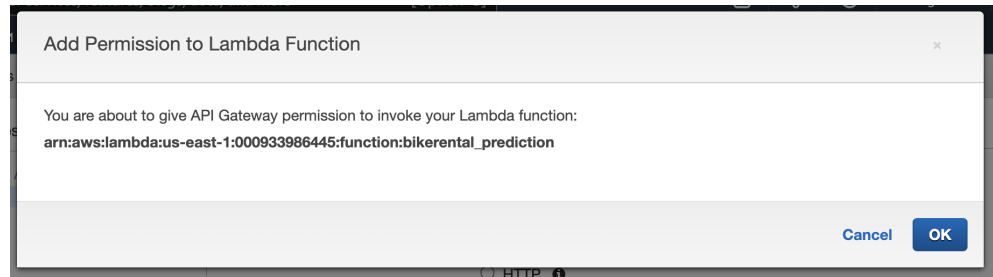 Add Permission to Lambda Function
×
You are about to give API Gateway permission to invoke your Lambda function:
arn:aws:lambda:us-east-1:000933986445:function:bikerental_prediction
Cancel
OK
HTTP